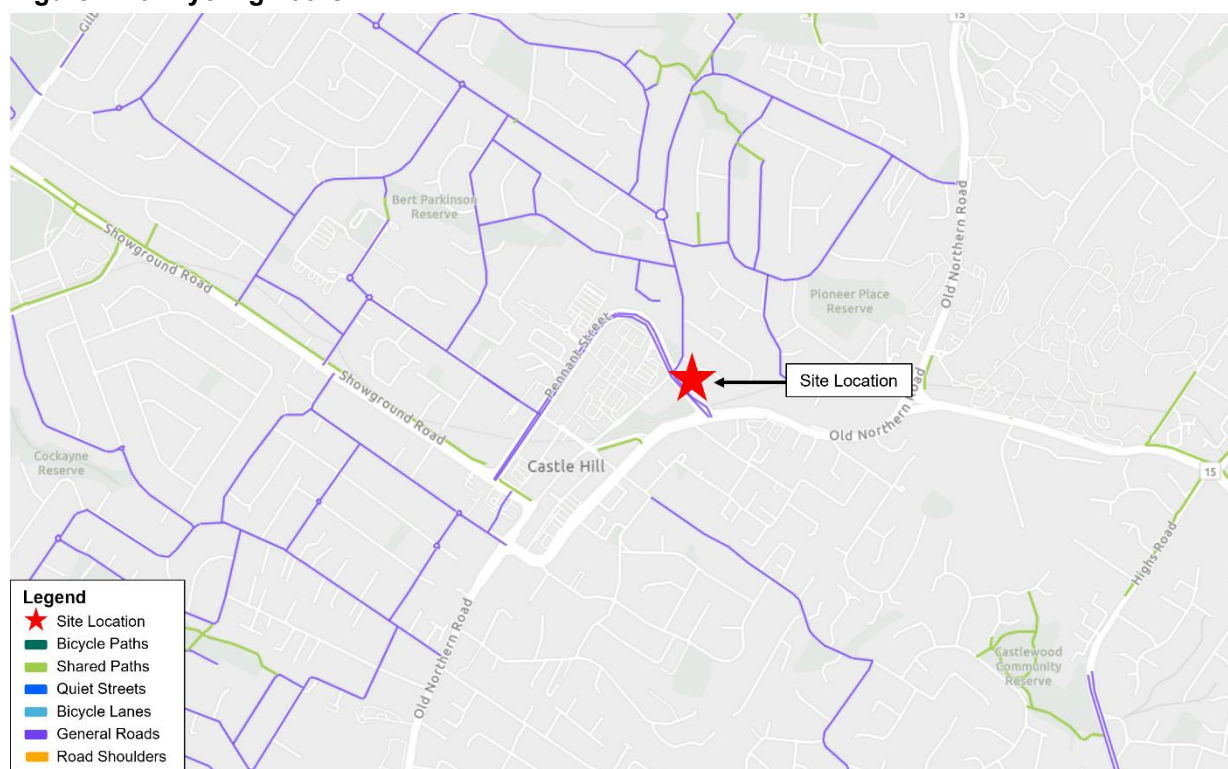 15
Bert Parkinson
Reserve
Showground Road
Old Northern Road
Pioneer Place
Reserve
Pennant Street
Site Location
Showground Road
Old Northern Road
Cockayne
Reserve
Castle Hill
15
Highs Road
Old Northern Road
Castlewood
Community
Reserve
Legend
Site Location
Bicycle Paths
Shared Paths
Quiet Streets
Bicycle Lanes
General Roads
Road Shoulders